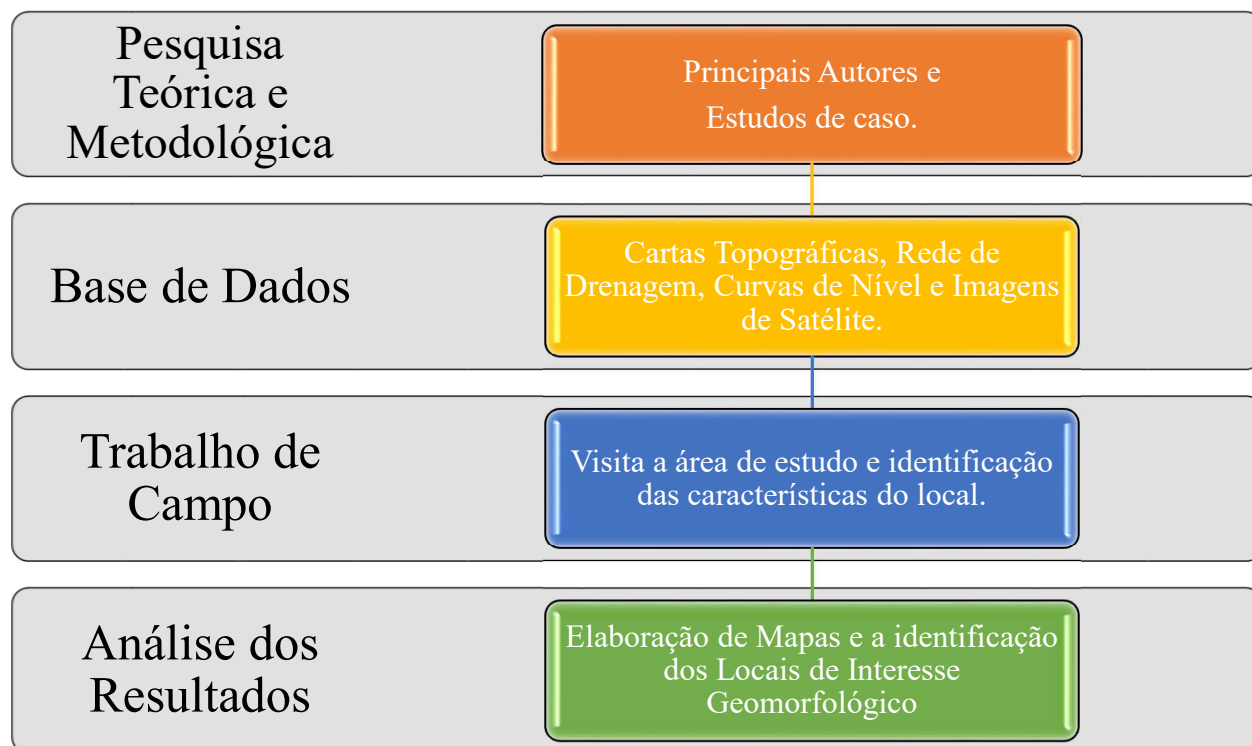 Pesquisa
Teórica e
Metodológica
Principais Autores e
Estudos de caso.
Base de Dados
Cartas Topográficas, Rede de
Drenagem, Curvas de Nível e Imagens
de Satélite.
Trabalho de
Campo
Visita a área de estudo e identificação
das características do local.
Análise dos
Resultados
Elaboração de Mapas e a identificação
dos Locais de Interesse
Geomorfológico